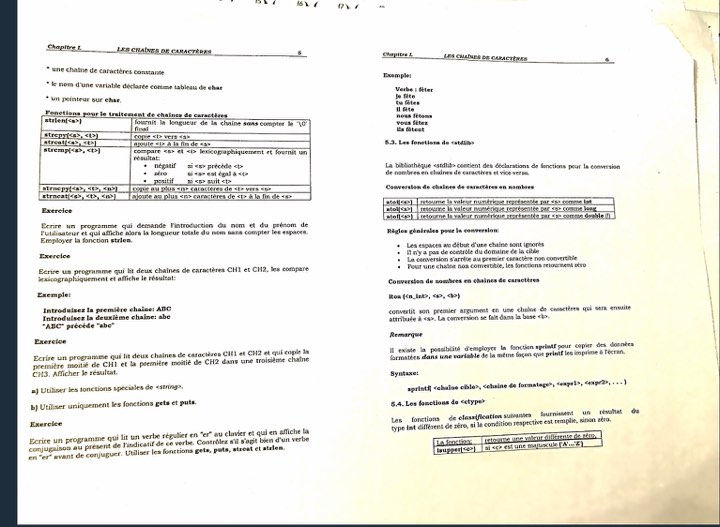 Chapitre I. LES CHAÎNES DE CARACTÈRES 5
* une chaîne de caractères constante
* le nom d'une variable déclarée comme tableau de char
* un pointeur sur char.
Fonctions pour le traitement de chaînes de caractères
strlen(<s>) fournit la longueur de la chaîne sans compter le '\0'
final
strcpy(<s>, <t>) copie <t> vers <s>
strcat(<s>, <t>) ajoute <t> à la fin de <s>
strcmp(<s>, <t>) compare <s> et <t> lexicographiquement et fournit un
résultat:
• négatif si <s> précède <t>
• zéro si <s> est égal à <t>
• positif si <s> suit <t>
strncpy(<s>, <t>, <n>) copie au plus <n> caractères de <t> vers <s>
strncat(<s>, <t>, <n>) ajoute au plus <n> caractères de <t> à la fin de <s>
Exercice
Ecrire un programme qui demande l'introduction du nom et du prénom de
l'utilisateur et qui affiche alors la longueur totale du nom sans compter les espaces.
Employer la fonction strlen.
Exercice
Ecrire un programme qui lit deux chaînes de caractères CH1 et CH2, les compare
lexicographiquement et affiche le résultat:
Exemple:
Introduisez la première chaîne: ABC
Introduisez la deuxième chaîne: abc
"ABC" précède "abc"
Exercice
Ecrire un programme qui lit deux chaînes de caractères CH1 et CH2 et qui copie la
première moitié de CH1 et la première moitié de CH2 dans une troisième chaîne
CH3. Afficher le résultat.
a) Utiliser les fonctions spéciales de <string>.
b) Utiliser uniquement les fonctions gets et puts.
Exercice
Ecrire un programme qui lit un verbe régulier en "er" au clavier et qui en affiche la
conjugaison au présent de l'indicatif de ce verbe. Contrôlez s'il s'agit bien d'un verbe
en "er" avant de conjuguer. Utiliser les fonctions gets, puts, strcat et strlen.
Chapitre I. LES CHAÎNES DE CARACTÈRES 6
Exemple:
Verbe : fêter
je fête
tu fêtes
il fête
nous fêtons
vous fêtez
ils fêtent
5.3. Les fonctions de <stdlib>
La bibliothèque <stdlib> contient des déclarations de fonctions pour la conversion
de nombres en chaînes de caractères et vice-versa.
Conversion de chaînes de caractères en nombres
atoi(<s>) retourne la valeur numérique représentée par <s> comme int
atol(<s>) retourne la valeur numérique représentée par <s> comme long
atof(<s>) retourne la valeur numérique représentée par <s> comme double (!)
Règles générales pour la conversion:
• Les espaces au début d'une chaîne sont ignorés
• Il n'y a pas de contrôle du domaine de la cible
• La conversion s'arrête au premier caractère non convertible
• Pour une chaîne non convertible, les fonctions retournent zéro
Conversion de nombres en chaînes de caractères
itoa (<n_int>, <s>, <b>)
convertit son premier argument en une chaîne de caractères qui sera ensuite
attribuée à <s>. La conversion se fait dans la base <b>.
Remarque
Il existe la possibilité d'employer la fonction sprintf pour copier des données
formatées dans une variable de la même façon que printf les imprime à l'écran.
Syntaxe:
sprintf( <chaîne cible>, <chaîne de formatage>, <expr1>, <expr2>, . . . )
5.4. Les fonctions de <ctype>
Les fonctions de classification suivantes fournissent un résultat du
type int différent de zéro, si la condition respective est remplie, sinon zéro.
La fonction: retourne une valeur différente de zéro,
isupper(<c>) si <c> est une majuscule ('A'...'Z')